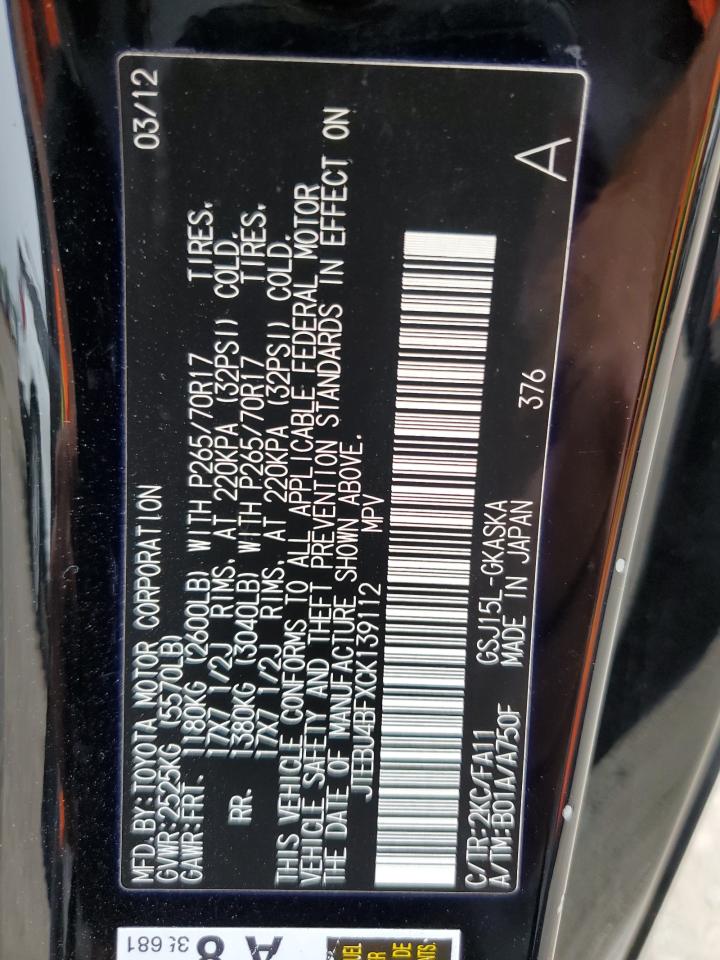 MFD.BY:TOYOTA MOTOR CORPORATION 03/12
GVWR:2525KG (5570LB)
GAWR:FRT. 1180KG (2600LB) WITH P265/70R17 TIRES,
17X7 1/2J RIMS, AT 220KPA (32PSI) COLD.
RR. 1380KG (3040LB) WITH P265/70R17 TIRES,
17X7 1/2J RIMS, AT 220KPA (32PSI) COLD.
THIS VEHICLE CONFORMS TO ALL APPLICABLE FEDERAL MOTOR
VEHICLE SAFETY AND THEFT PREVENTION STANDARDS IN EFFECT ON
THE DATE OF MANUFACTURE SHOWN ABOVE.
JTEBU4BFXCK139112 MPV
C/TR:2KC/FA11 GSJ15L-GKASKA
A/TM:B01A/A750F MADE IN JAPAN 376 A
681
A8
DE